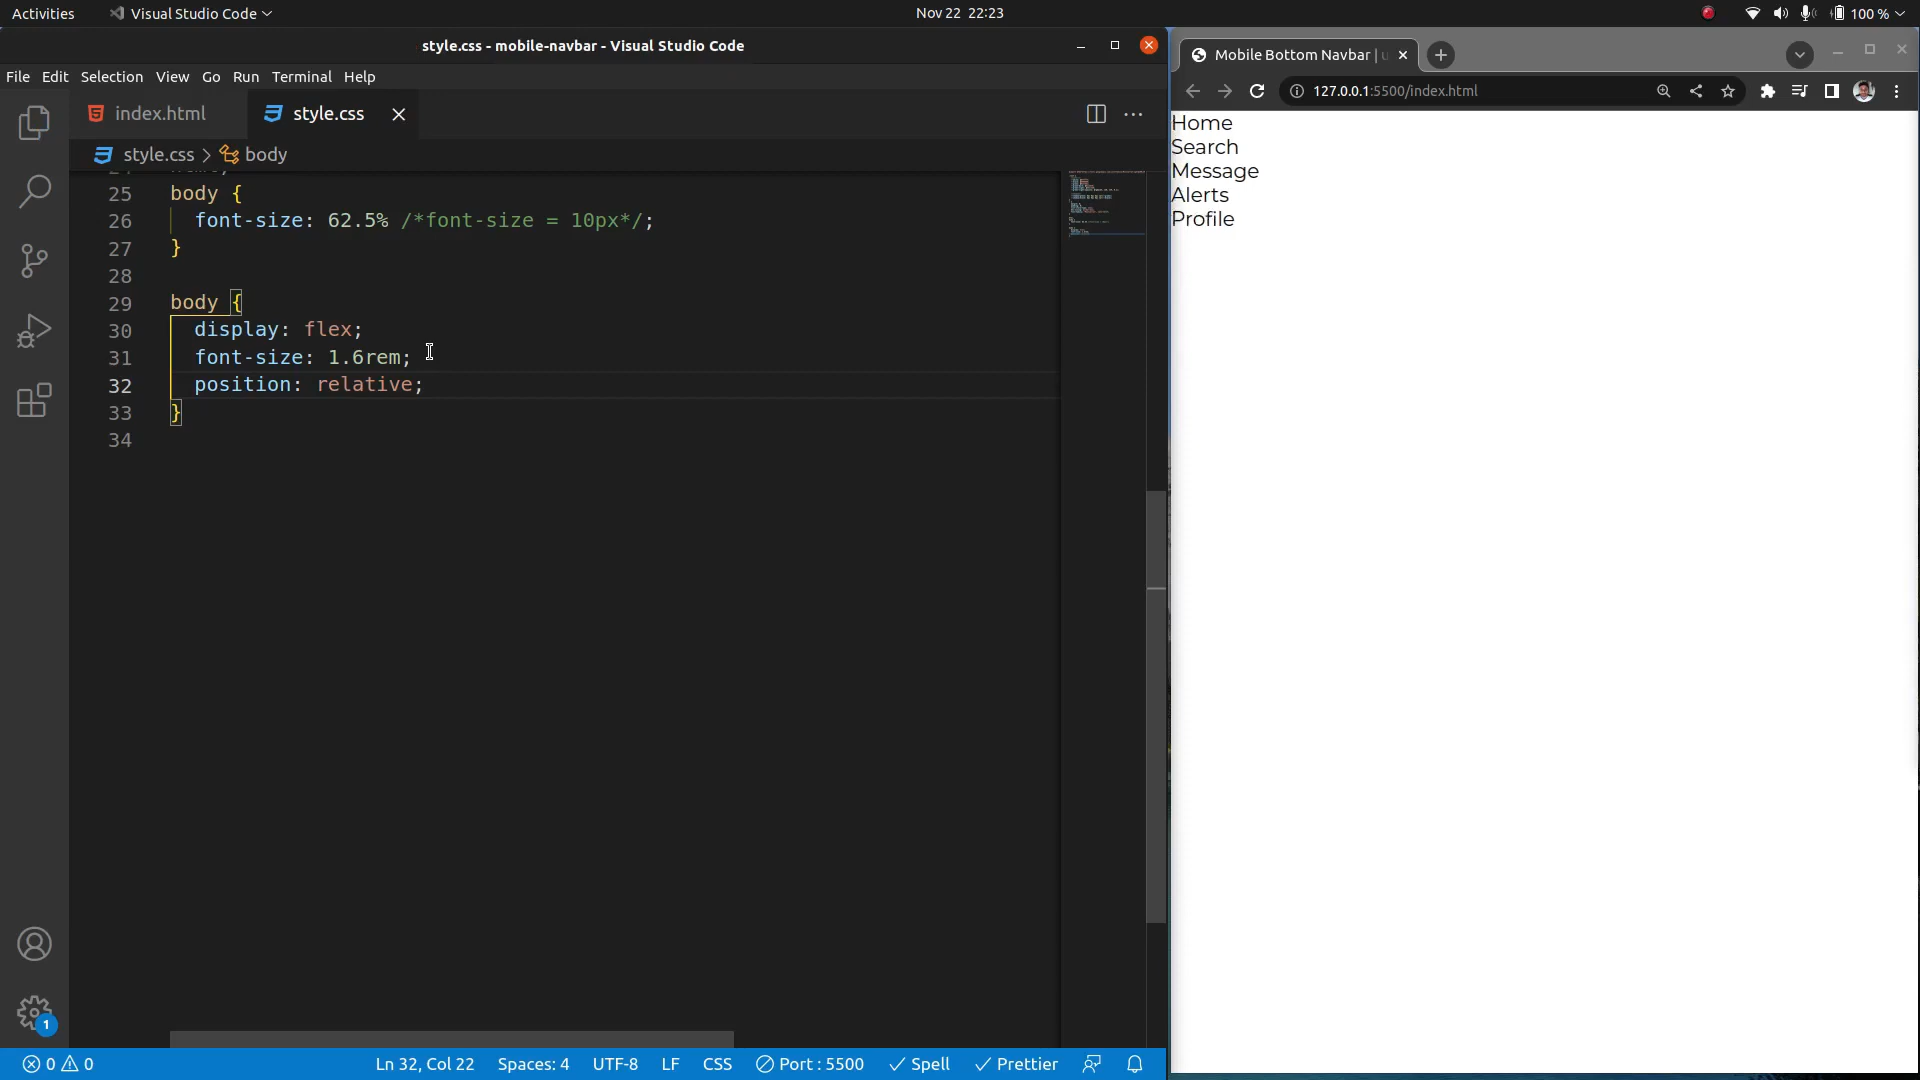 Activities
Visual Studio Code
Nov 22 22:23
100 %
style.css - mobile-navbar - Visual Studio Code
File Edit Selection View Go Run Terminal Help
index.html
style.css
style.css > body
25 body {
26 font-size: 62.5% /*font-size = 10px*/;
27 }
28
29 body {
30 display: flex;
31 font-size: 1.6rem;
32 position: relative;
33 }
34
1
0 0
Ln 32, Col 22
Spaces: 4
UTF-8
LF
CSS
Port : 5500
Spell
Prettier
Mobile Bottom Navbar |
127.0.0.1:5500/index.html
Home
Search
Message
Alerts
Profile